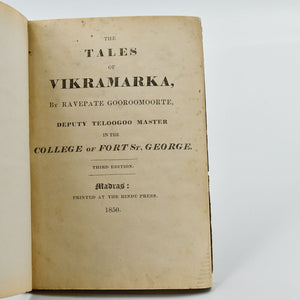 THE
TALES
OF
VIKRAMARKA,
By RAVEPATE GOOROOMOORTE,
DEPUTY TELOOGOO MASTER
IN THE
COLLEGE OF FORT St. GEORGE.
THIRD EDITION.
Madras:
PRINTED AT THE HINDU PRESS.
1850.